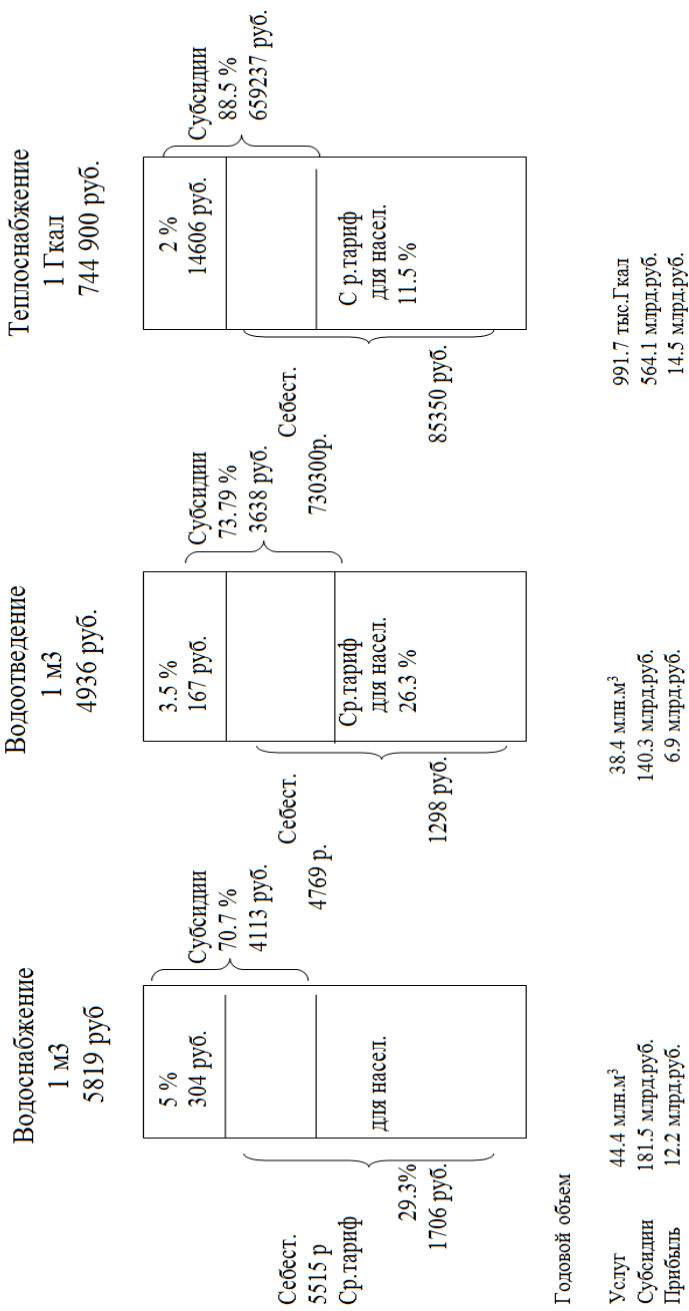 Водоснабжение
1 м3
5819 руб
5 %
304 руб.
для насел.
Субсидии
70.7 %
4113 руб.
Себест.
5515 р
Ср.тариф
29.3%
1706 руб.
Водоотведение
1 м3
4936 руб.
3.5 %
167 руб.
Ср.тариф
для насел.
26.3 %
Субсидии
73.79 %
3638 руб.
Себест.
4769 р.
1298 руб.
Теплоснабжение
1 Гкал
744 900 руб.
2 %
14606 руб.
С р.тариф
для насел.
11.5 %
Субсидии
88.5 %
659237 руб.
Себест.
730300р.
85350 руб.
Годовой объем
Услуг 44.4 млн.м³ 38.4 млн.м³ 991.7 тыс.Гкал
Субсидии 181.5 млрд.руб. 140.3 млрд.руб. 564.1 млрд.руб.
Прибыль 12.2 млрд.руб. 6.9 млрд.руб. 14.5 млрд.руб.